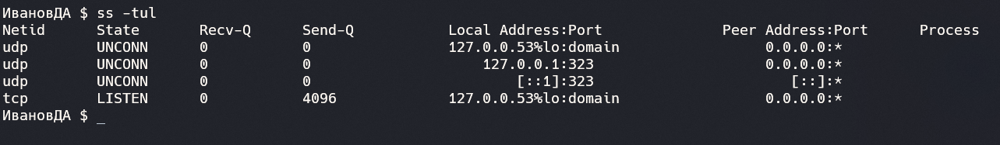 ИвановДА $ ss -tul
Netid State Recv-Q Send-Q Local Address:Port Peer Address:Port Process
udp UNCONN 0 0 127.0.0.53%lo:domain 0.0.0.0:*
udp UNCONN 0 0 127.0.0.1:323 0.0.0.0:*
udp UNCONN 0 0 [::1]:323 [::]:*
tcp LISTEN 0 4096 127.0.0.53%lo:domain 0.0.0.0:*
ИвановДА $ _